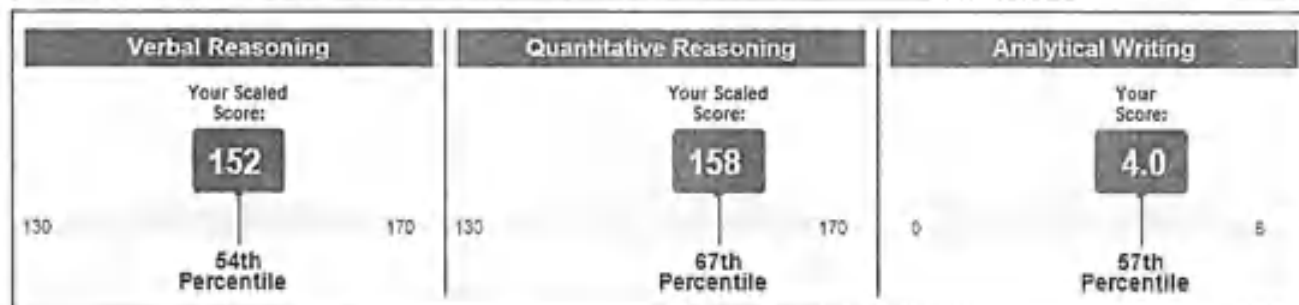 Verbal Reasoning
Your Scaled
Score:
152
130
170
54th
Percentile
Quantitative Reasoning
Your Scaled
Score:
158
130
170
67th
Percentile
Analytical Writing
Your
Score:
4.0
0
6
57th
Percentile